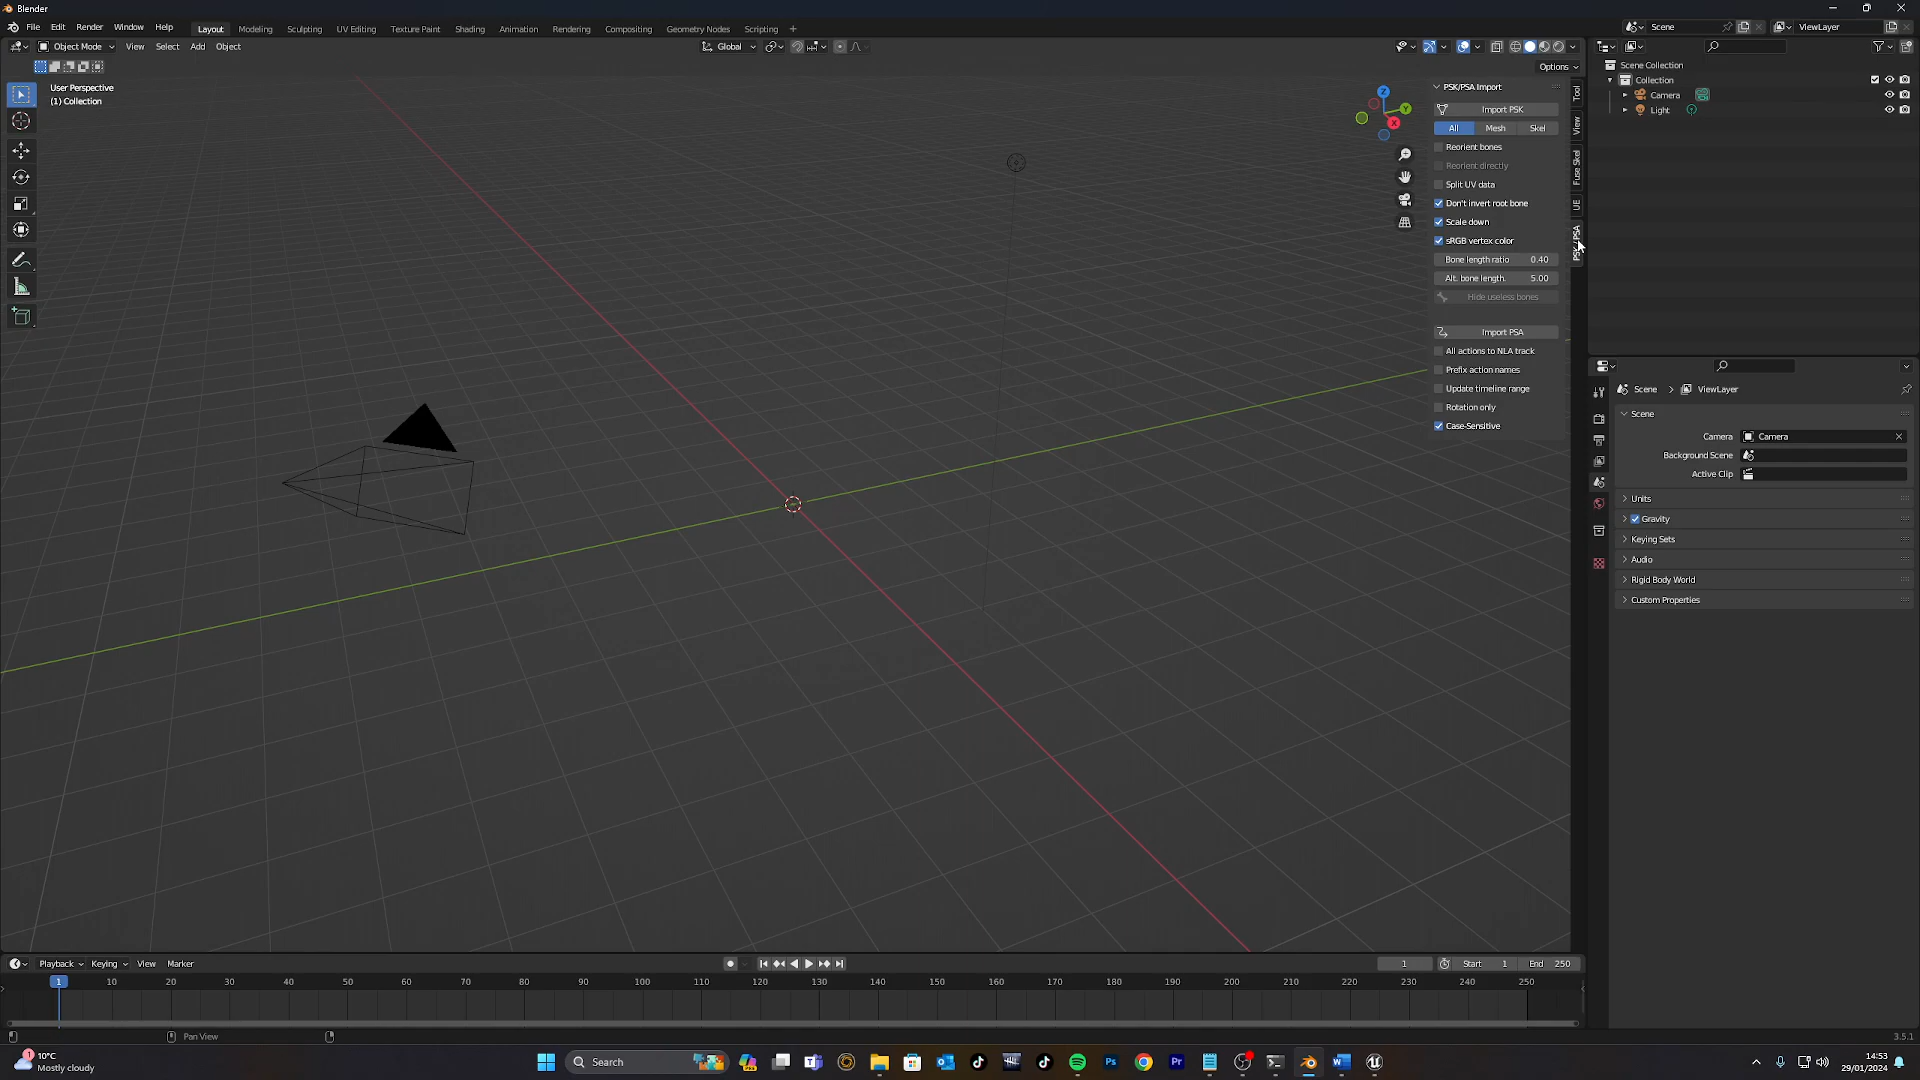 Blender
File Edit Render Window Help Layout Modeling Sculpting UV Editing Texture Paint Shading Animation Rendering Compositing Geometry Nodes Scripting + Scene ViewLayer
Object Mode View Select Add Object Global
Options
User Perspective
(1) Collection
Z
Y
X
PSK/PSA Import
Import PSK
All Mesh Skel
Reorient bones
Reorient directly
Split UV data
Don't invert root bone
Scale down
sRGB vertex color
Bone length ratio 0.40
Alt. bone length. 5.00
Hide useless bones
Import PSA
All actions to NLA track
Prefix action names
Update timeline range
Rotation only
Case-Sensitive
Tool
View
Fuse Skel
UE
PSK / PSA
Scene Collection
Collection
Camera
Light
Scene > ViewLayer
Scene
Camera Camera
Background Scene
Active Clip
Units
Gravity
Keying Sets
Audio
Rigid Body World
Custom Properties
Playback Keying View Marker 1 Start 1 End 250
1 10 20 30 40 50 60 70 80 90 100 110 120 130 140 150 160 170 180 190 200 210 220 230 240 250
Pan View 3.5.1
1 10°C
Mostly cloudy
Search
14:53
29/01/2024